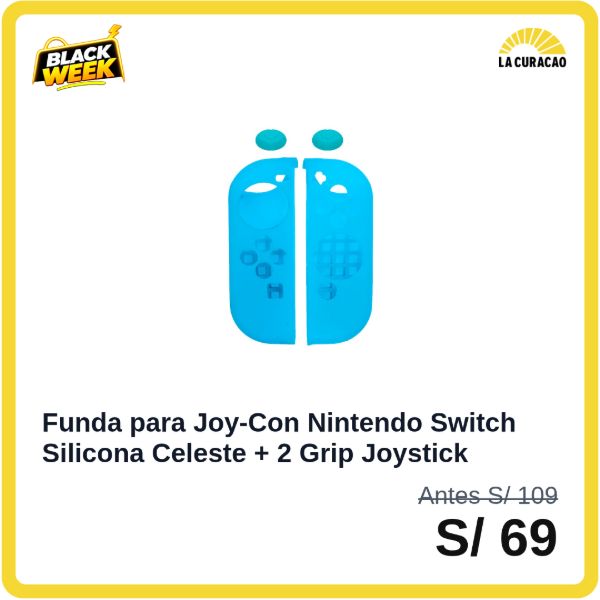 BLACK
WEEK
LA CURACAO
Funda para Joy-Con Nintendo Switch
Silicona Celeste + 2 Grip Joystick
Antes S/ 109
S/ 69